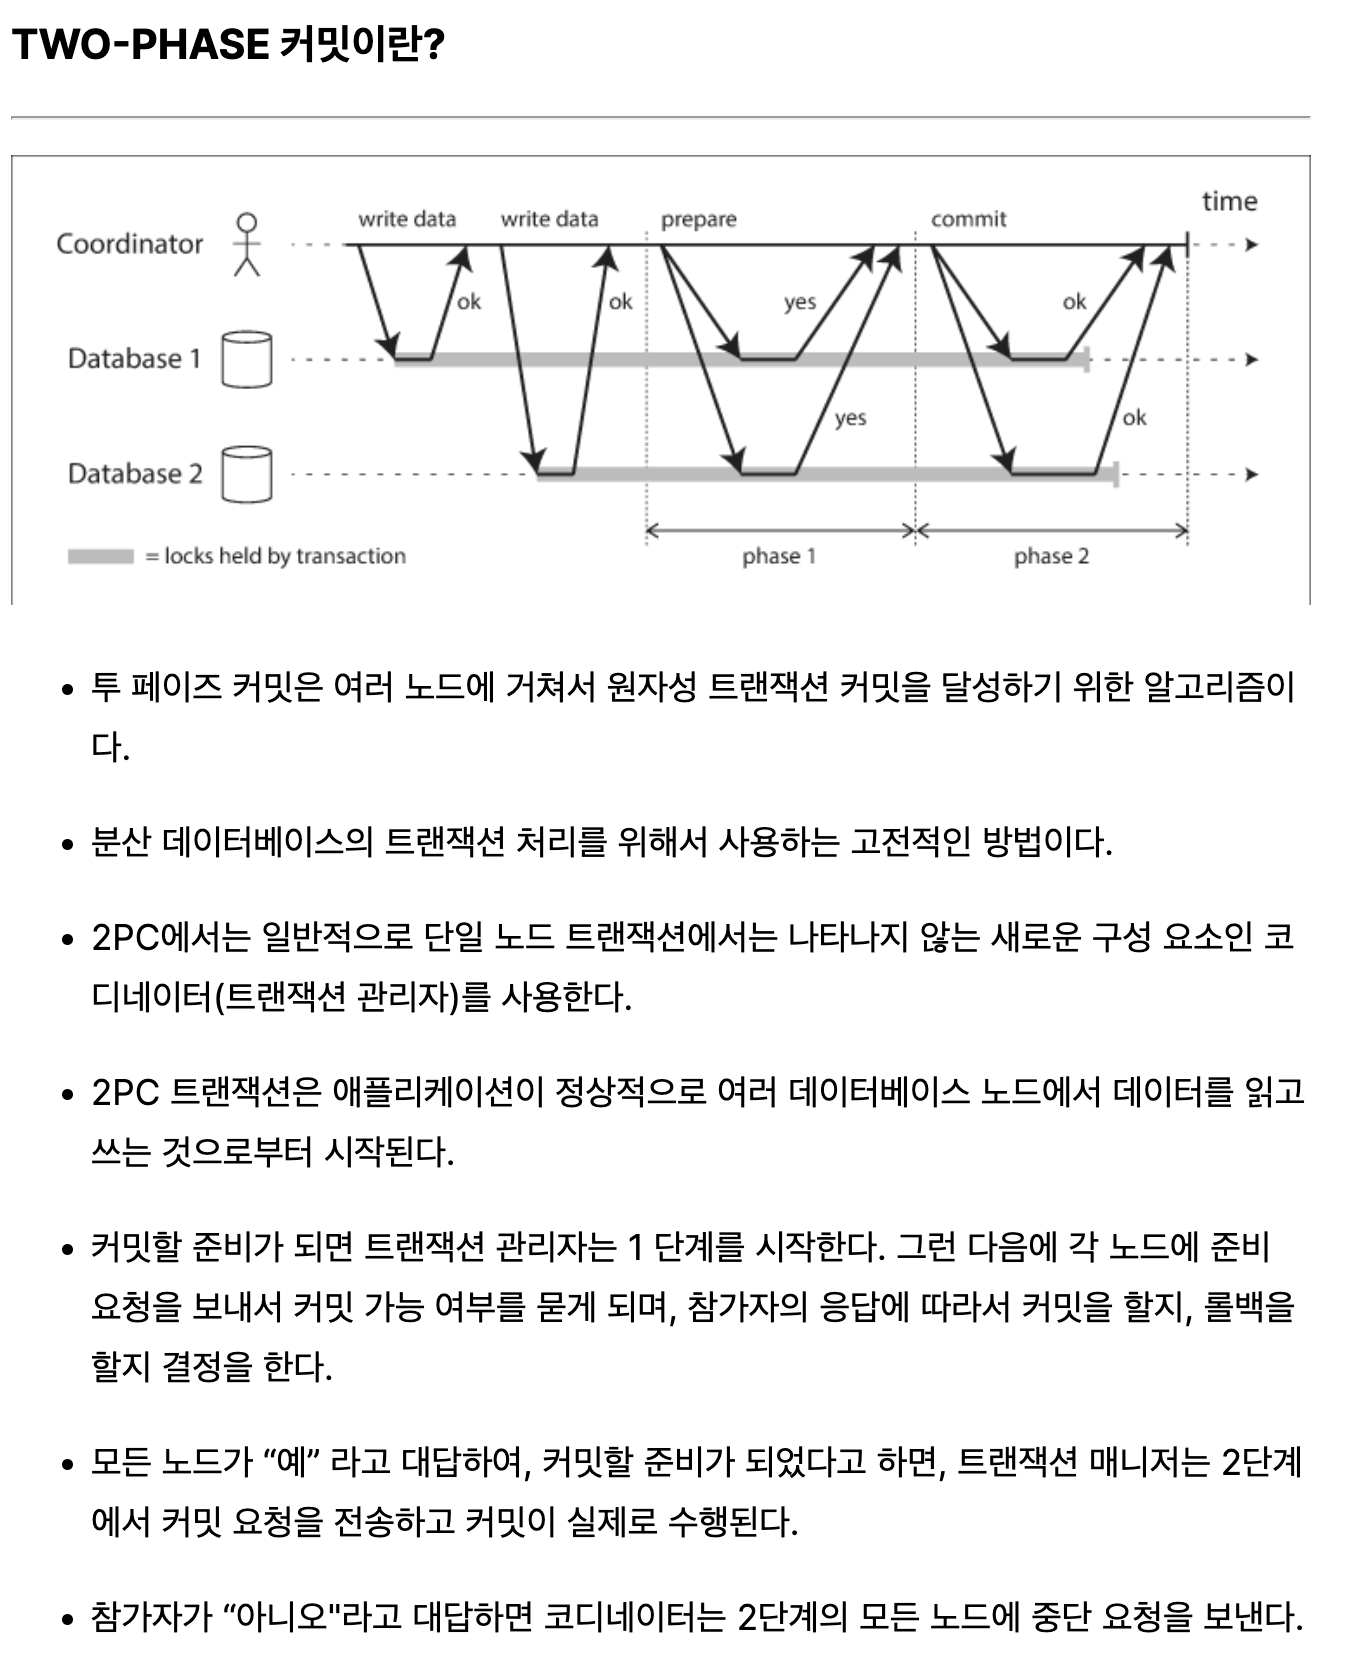 TWO-PHASE 커밋이란?
time
write data write data prepare commit
Coordinator
ok ok yes ok
Database 1
yes ok
Database 2
= locks held by transaction phase 1 phase 2
• 투 페이즈 커밋은 여러 노드에 거쳐서 원자성 트랜잭션 커밋을 달성하기 위한 알고리즘이
다.
• 분산 데이터베이스의 트랜잭션 처리를 위해서 사용하는 고전적인 방법이다.
• 2PC에서는 일반적으로 단일 노드 트랜잭션에서는 나타나지 않는 새로운 구성 요소인 코
디네이터(트랜잭션 관리자)를 사용한다.
• 2PC 트랜잭션은 애플리케이션이 정상적으로 여러 데이터베이스 노드에서 데이터를 읽고
쓰는 것으로부터 시작된다.
• 커밋할 준비가 되면 트랜잭션 관리자는 1 단계를 시작한다. 그런 다음에 각 노드에 준비
요청을 보내서 커밋 가능 여부를 묻게 되며, 참가자의 응답에 따라서 커밋을 할지, 롤백을
할지 결정을 한다.
• 모든 노드가 “예” 라고 대답하여, 커밋할 준비가 되었다고 하면, 트랜잭션 매니저는 2단계
에서 커밋 요청을 전송하고 커밋이 실제로 수행된다.
• 참가자가 “아니오"라고 대답하면 코디네이터는 2단계의 모든 노드에 중단 요청을 보낸다.